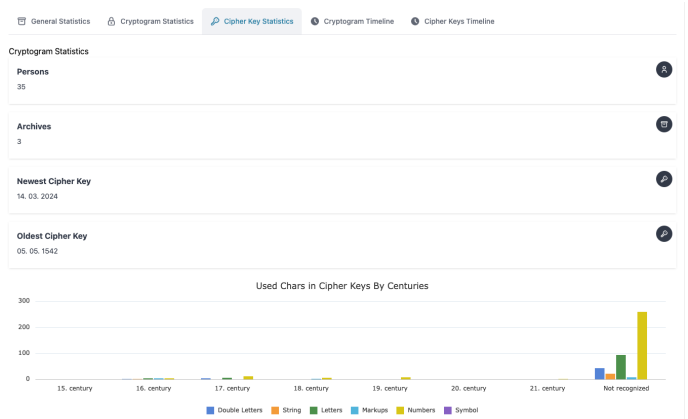 General Statistics Cryptogram Statistics Cipher Key Statistics Cryptogram Timeline Cipher Keys Timeline
Cryptogram Statistics
Persons
35
Archives
3
Newest Cipher Key
14. 03. 2024
Oldest Cipher Key
05. 05. 1542
Used Chars in Cipher Keys By Centuries
300
200
100
0
15. century 16. century 17. century 18. century 19. century 20. century 21. century Not recognized
Double Letters String Letters Markups Numbers Symbol